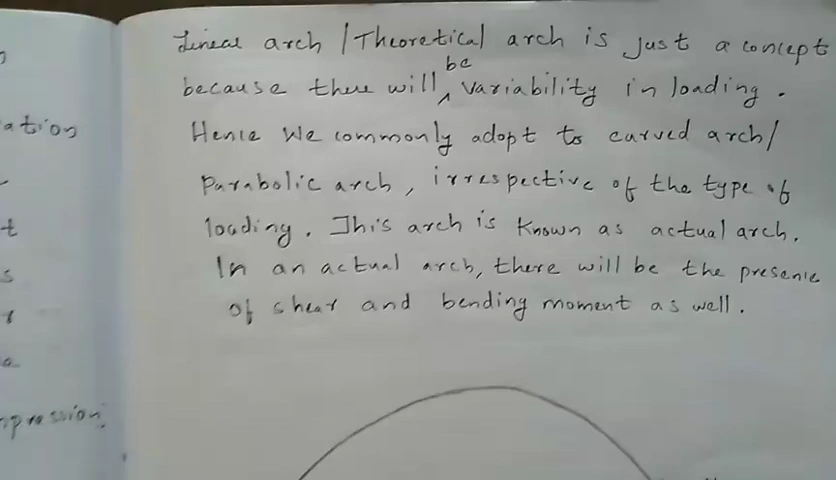 Linear arch / Theoretical arch is just a concept
because there will be variability in loading.
Hence We commonly adopt to curved arch/
Parabolic arch, irrespective of the type of
loading. This arch is known as actual arch.
In an actual arch, there will be the presence
of shear and bending moment as well.
ation
t
s
r
a
mpression.